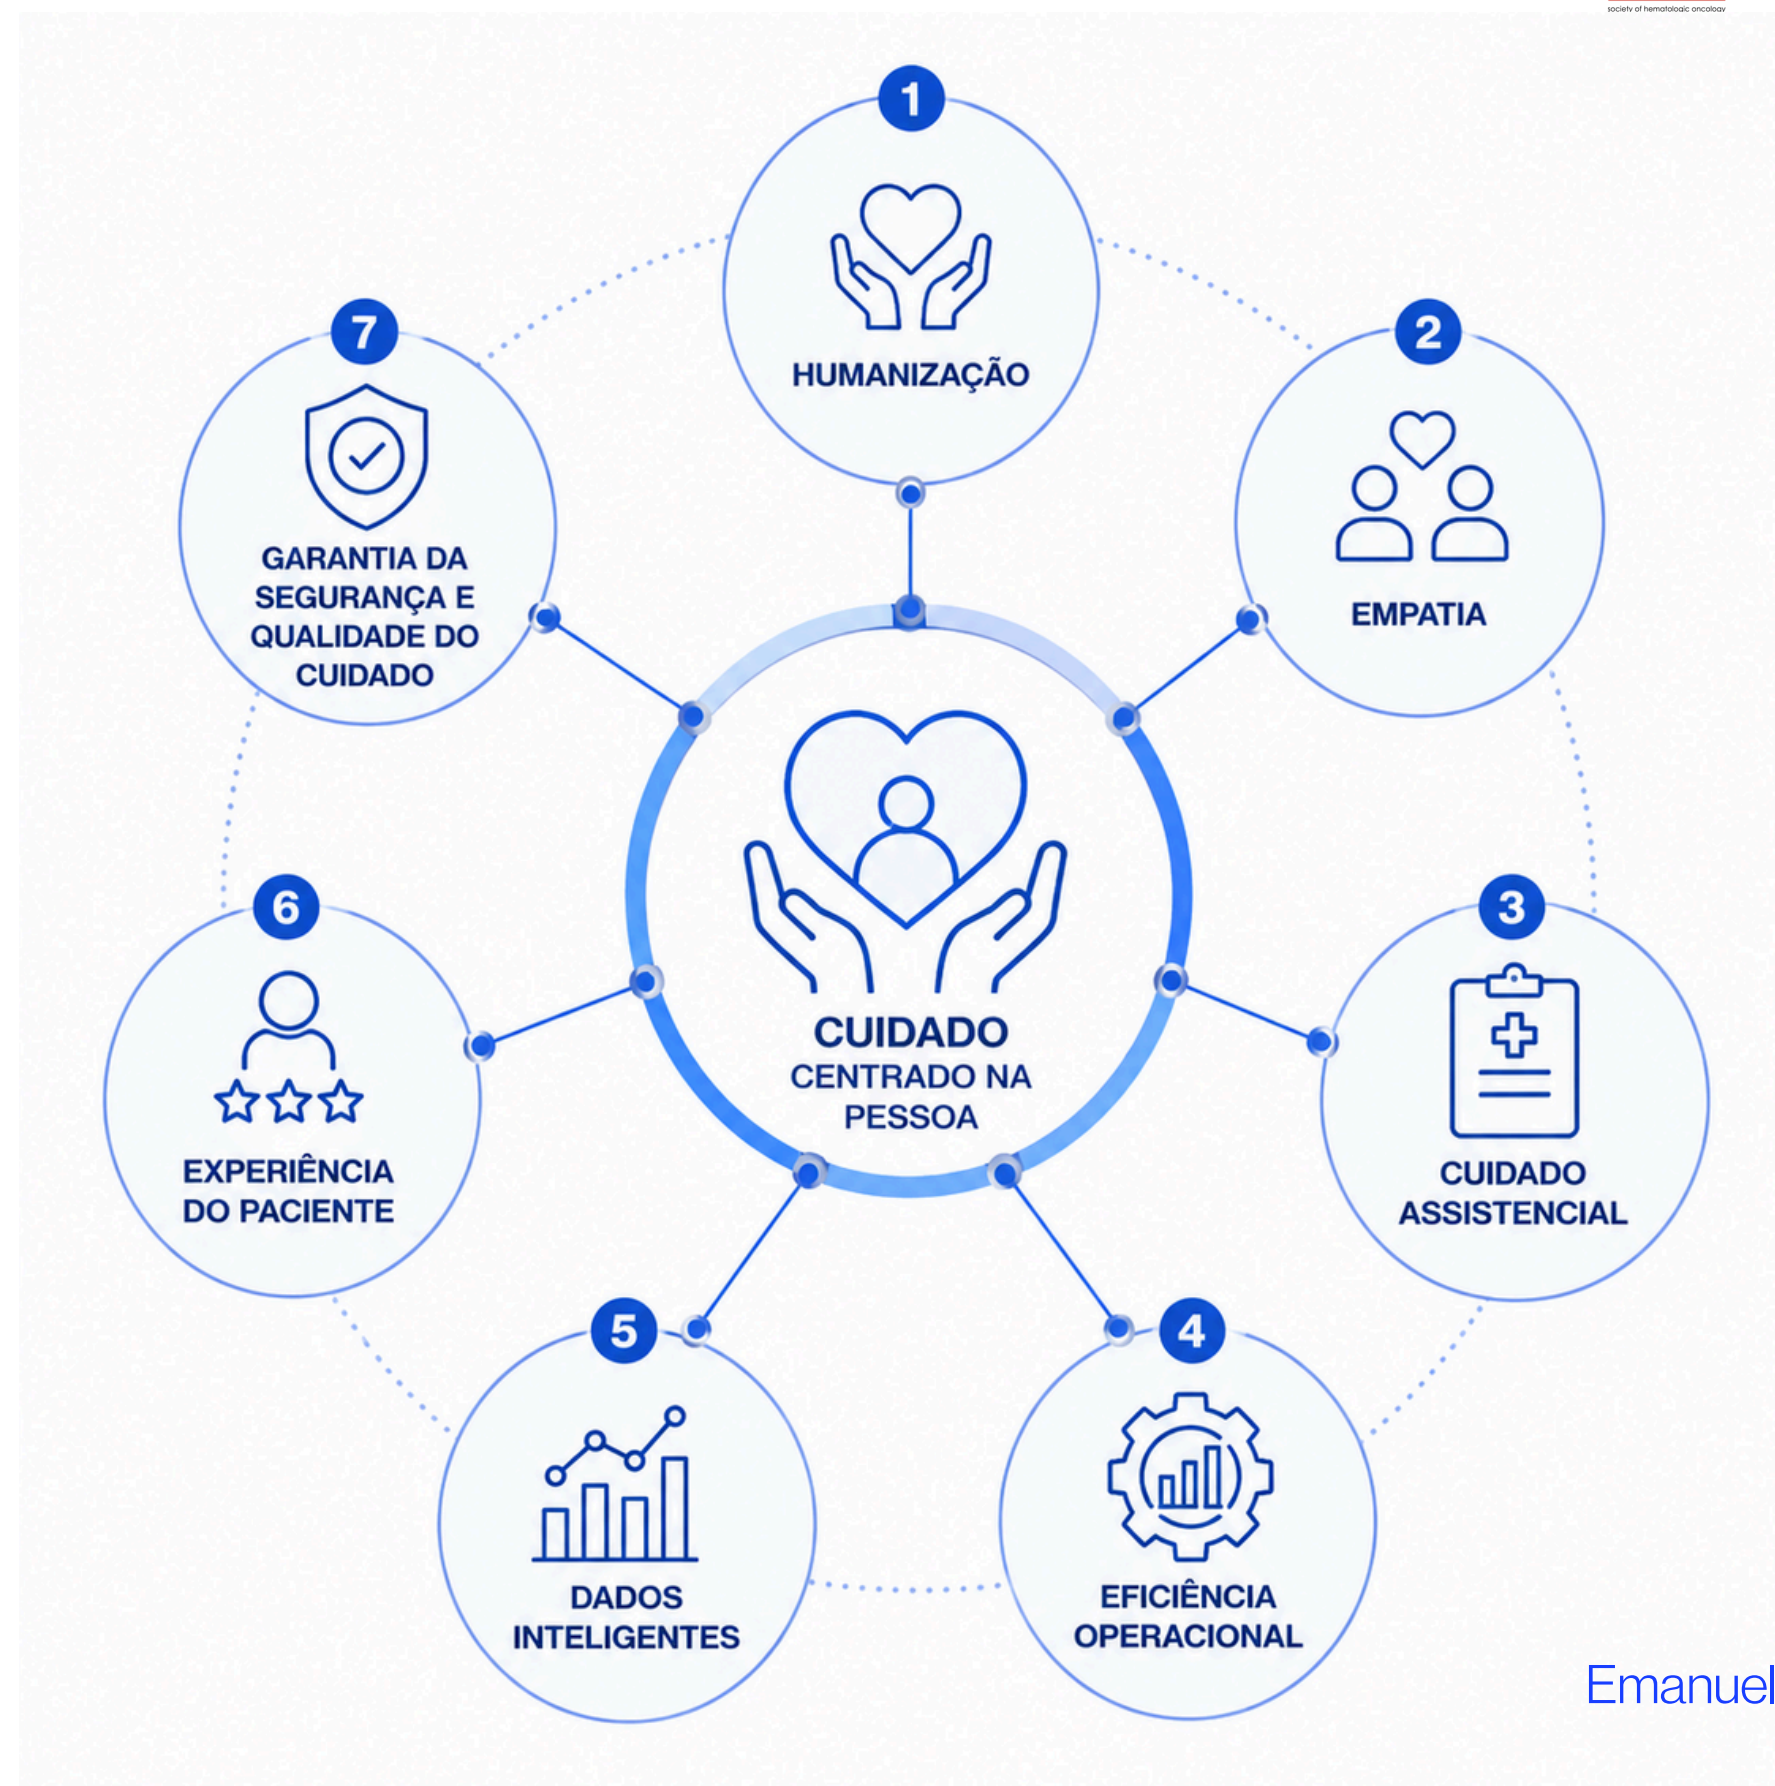 society of hematologic oncology
1
HUMANIZAÇÃO
2
EMPATIA
3
CUIDADO
ASSISTENCIAL
4
EFICIÊNCIA
OPERACIONAL
5
DADOS
INTELIGENTES
6
EXPERIÊNCIA
DO PACIENTE
7
GARANTIA DA
SEGURANÇA E
QUALIDADE DO
CUIDADO
CUIDADO
CENTRADO NA
PESSOA
Emanuel